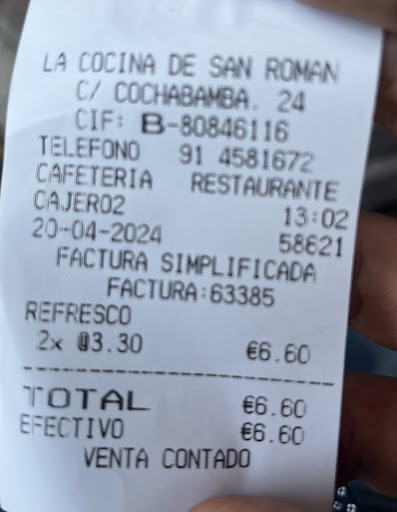 LA COCINA DE SAN ROMAN
C/ COCHABAMBA. 24
CIF: B-80846116
TELEFONO 91 4581672
CAFETERIA RESTAURANTE
CAJERO2 13:02
20-04-2024 58621
FACTURA SIMPLIFICADA
FACTURA:63385
REFRESCO
2x @3.30 €6.60
TOTAL €6.60
EFECTIVO €6.60
VENTA CONTADO